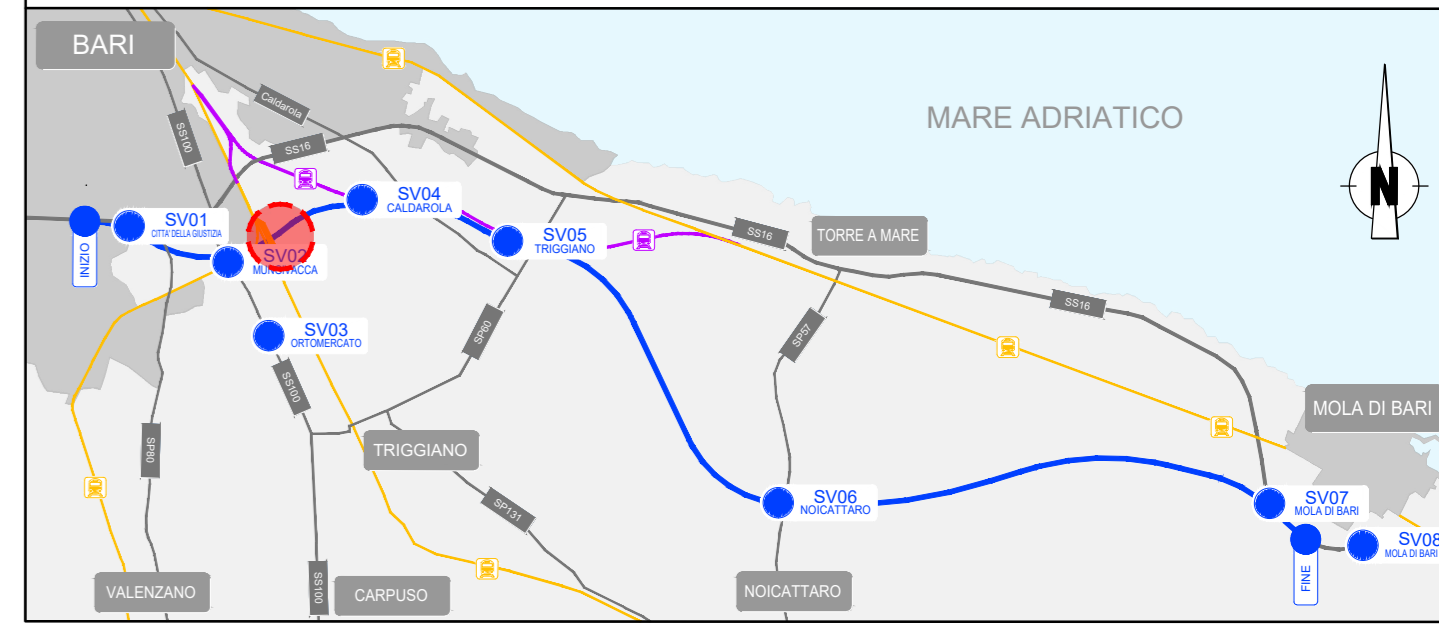 BARI
MARE ADRIATICO
N
Caldarola
SS100
SS16
SV04
CALDAROLA
SV01
CITTA' DELLA GIUSTIZIA
INIZIO
SV05
TRIGGIANO
SS16
TORRE A MARE
SV02
MUNGIVACCA
SS16
SV03
ORTOMERCATO
SP60
SP57
SS100
MOLA DI BARI
SP80
TRIGGIANO
SV06
NOICATTARO
SV07
MOLA DI BARI
SP131
SV08
MOLA DI BARI
FINE
VALENZANO
SS100
CARPUSO
NOICATTARO